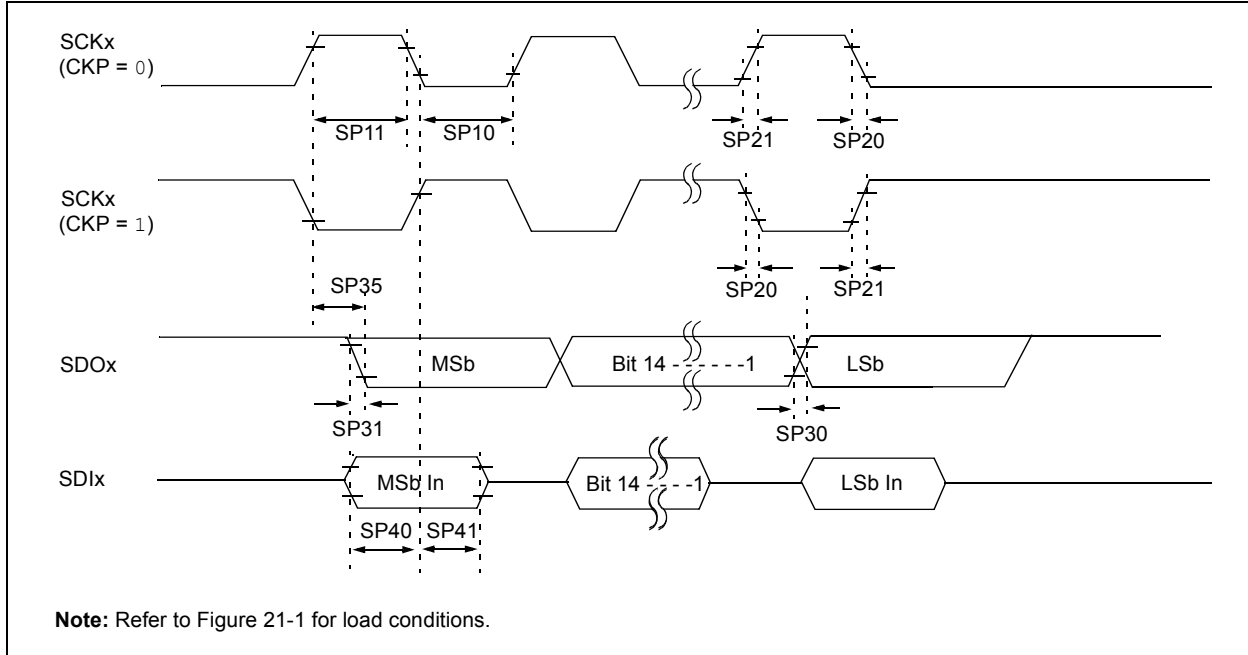 SCKx
(CKP = 0)
SP11
SP10
SP21
SP20
SCKx
(CKP = 1)
SP35
SP20
SP21
SDOx
MSb
Bit 14 - - - - - -1
LSb
SP31
SP30
SDIx
MSb In
Bit 14 - - - -1
LSb In
SP40
SP41
Note: Refer to Figure 21-1 for load conditions.